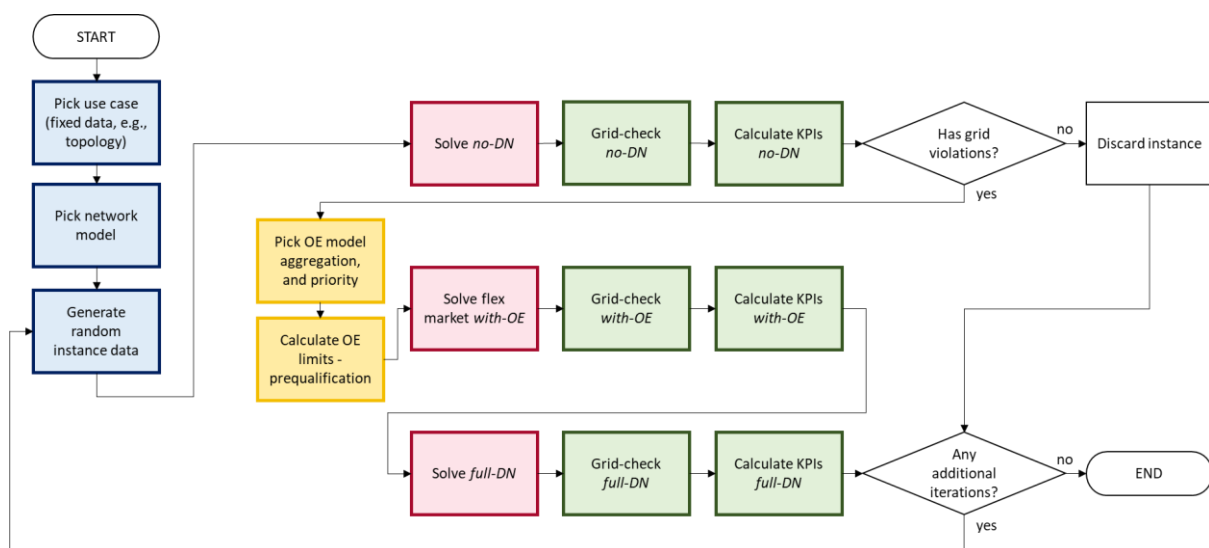 START
Pick use case
(fixed data, e.g.,
topology)
Pick network
model
Generate
random
instance data
Solve no-DN
Grid-check
no-DN
Calculate KPIs
no-DN
Has grid
violations?
no
Discard instance
yes
Pick OE model
aggregation,
and priority
Calculate OE
limits -
prequalification
Solve flex
market with-OE
Grid-check
with-OE
Calculate KPIs
with-OE
Solve full-DN
Grid-check
full-DN
Calculate KPIs
full-DN
Any
additional
iterations?
no
END
yes